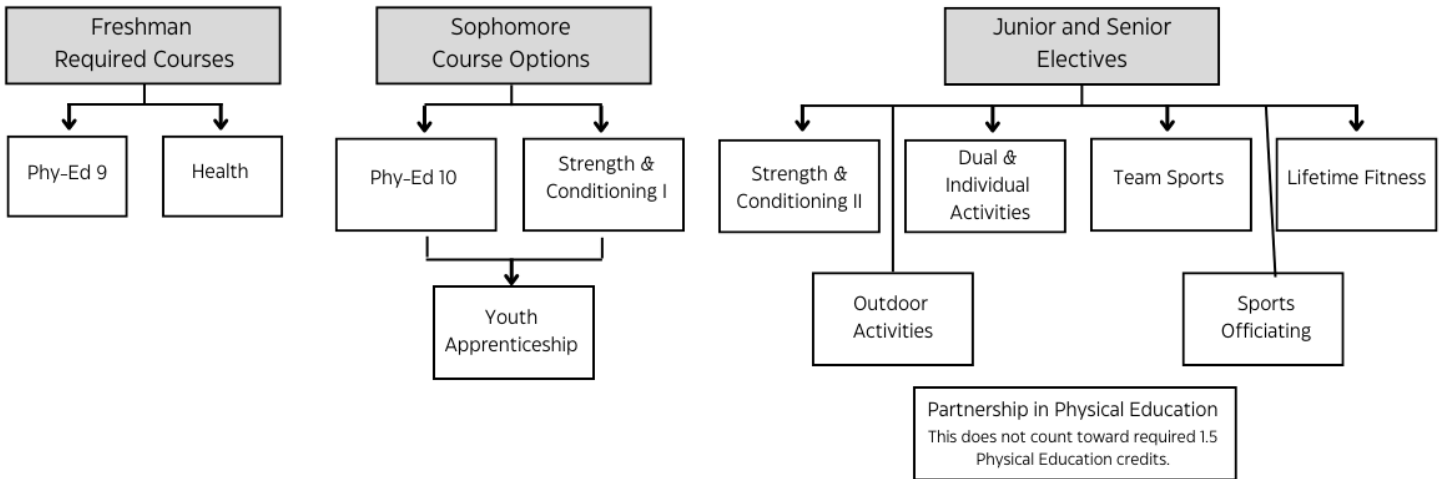 Freshman
Required Courses
Phy-Ed 9
Health
Sophomore
Course Options
Phy-Ed 10
Strength &
Conditioning I
Youth
Apprenticeship
Junior and Senior
Electives
Strength &
Conditioning II
Dual &
Individual
Activities
Team Sports
Lifetime Fitness
Outdoor
Activities
Sports
Officiating
Partnership in Physical Education
This does not count toward required 1.5
Physical Education credits.